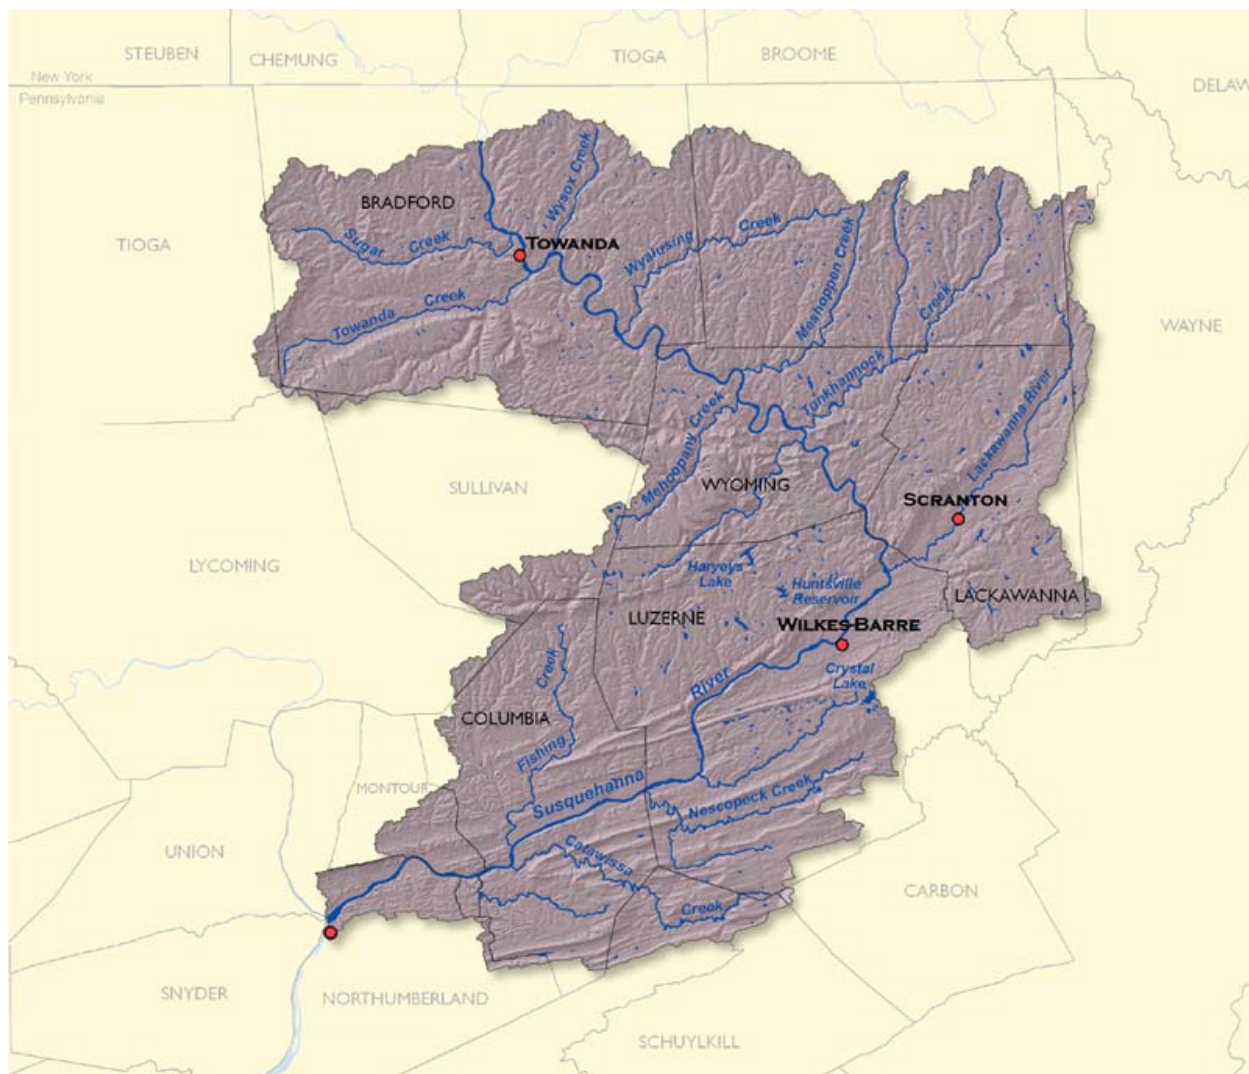 STEUBEN
CHEMUNG
TIOGA
BROOME
New York
Pennsylvania
DELAW
BRADFORD
Wysox Creek
TIOGA
Sugar Creek
TOWANDA
Wyalusing Creek
Meshoppen Creek
Towanda Creek
Tunkhannock Creek
WAYNE
Mehoopany Creek
Lackawanna River
SULLIVAN
WYOMING
SCRANTON
LYCOMING
Harveys
Lake
Huntsville
Reservoir
LACKAWANNA
LUZERNE
WILKES-BARRE
Crystal
Lake
Fishing Creek
COLUMBIA
Susquehanna River
MONTOUR
Nescopeck Creek
UNION
Catawissa Creek
CARBON
SNYDER
NORTHUMBERLAND
SCHUYLKILL